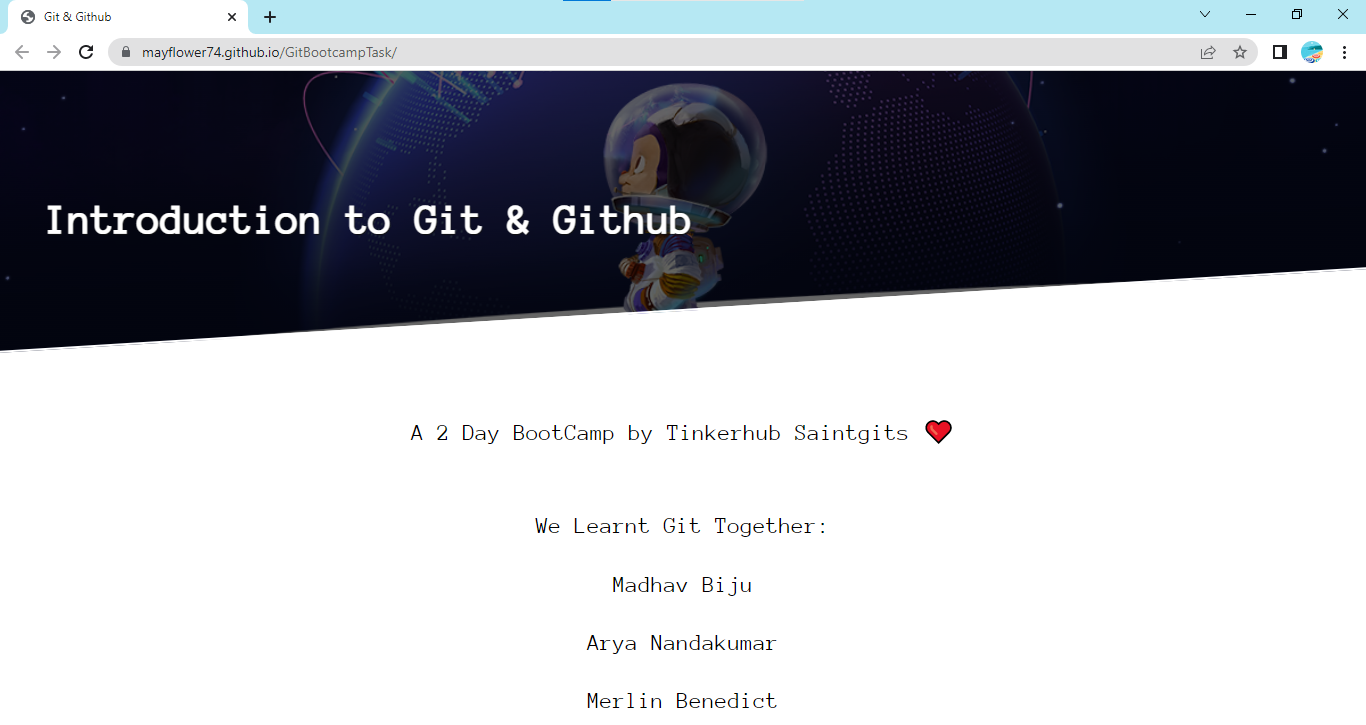 Git & Github
mayflower74.github.io/GitBootcampTask/
Introduction to Git & Github
A 2 Day BootCamp by Tinkerhub Saintgits ❤️
We Learnt Git Together:
Madhav Biju
Arya Nandakumar
Merlin Benedict